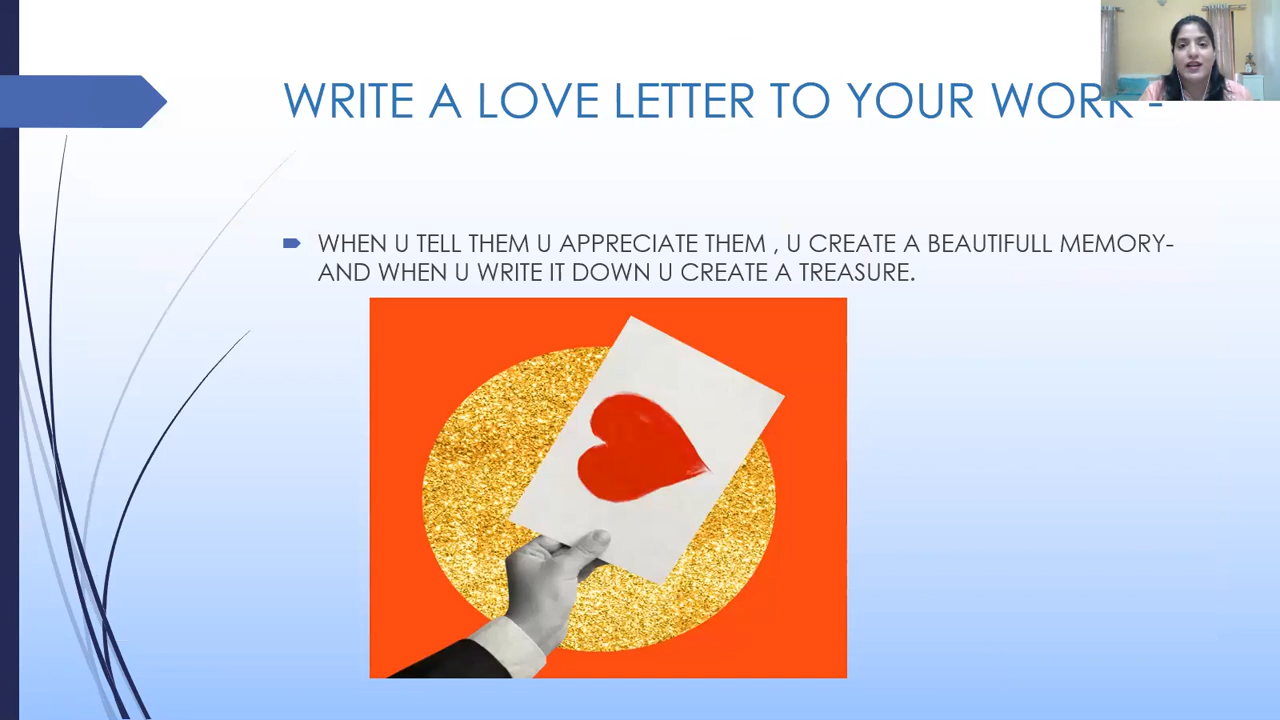 WRITE A LOVE LETTER TO YOUR WORK -
WHEN U TELL THEM U APPRECIATE THEM , U CREATE A BEAUTIFULL MEMORY-
AND WHEN U WRITE IT DOWN U CREATE A TREASURE.